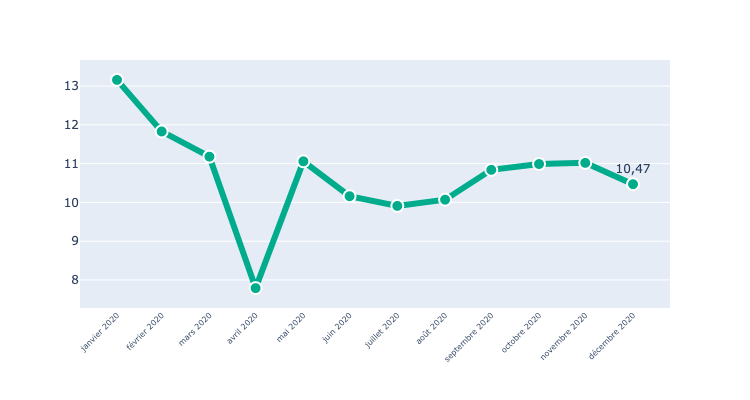 13
12
11
10
9
8
10,47
janvier 2020
février 2020
mars 2020
avril 2020
mai 2020
juin 2020
juillet 2020
août 2020
septembre 2020
octobre 2020
novembre 2020
décembre 2020